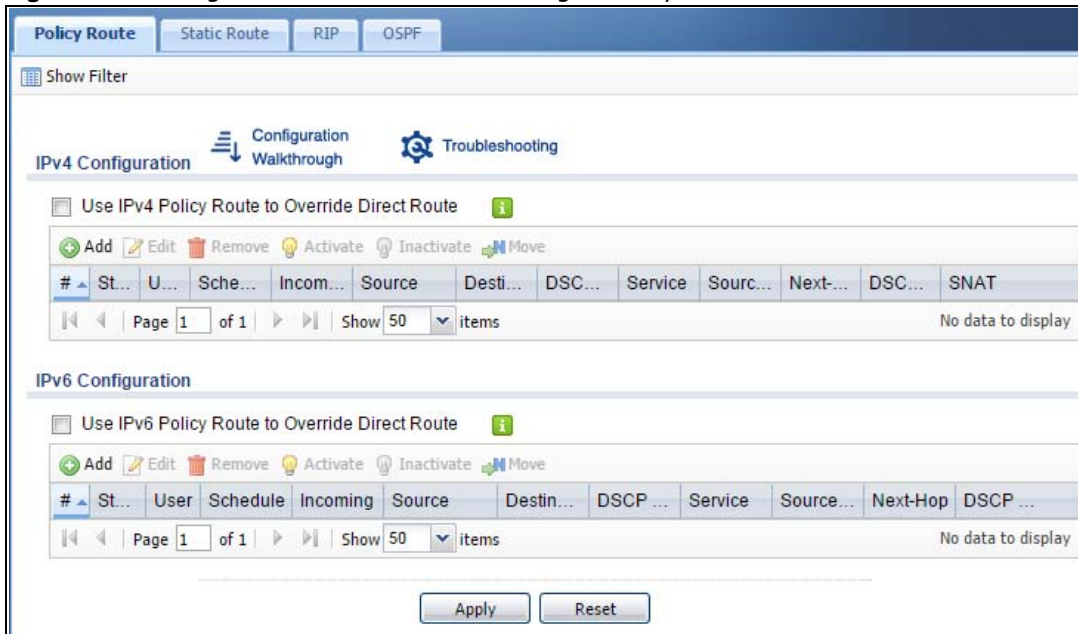 Policy Route Static Route RIP OSPF
Show Filter
IPv4 Configuration Configuration Walkthrough Troubleshooting
Use IPv4 Policy Route to Override Direct Route i
Add Edit Remove Activate Inactivate Move
# St... U... Sche... Incom... Source Desti... DSC... Service Sourc... Next-... DSC... SNAT
Page 1 of 1 Show 50 items No data to display
IPv6 Configuration
Use IPv6 Policy Route to Override Direct Route i
Add Edit Remove Activate Inactivate Move
# St... User Schedule Incoming Source Destin... DSCP ... Service Source... Next-Hop DSCP ...
Page 1 of 1 Show 50 items No data to display
Apply Reset